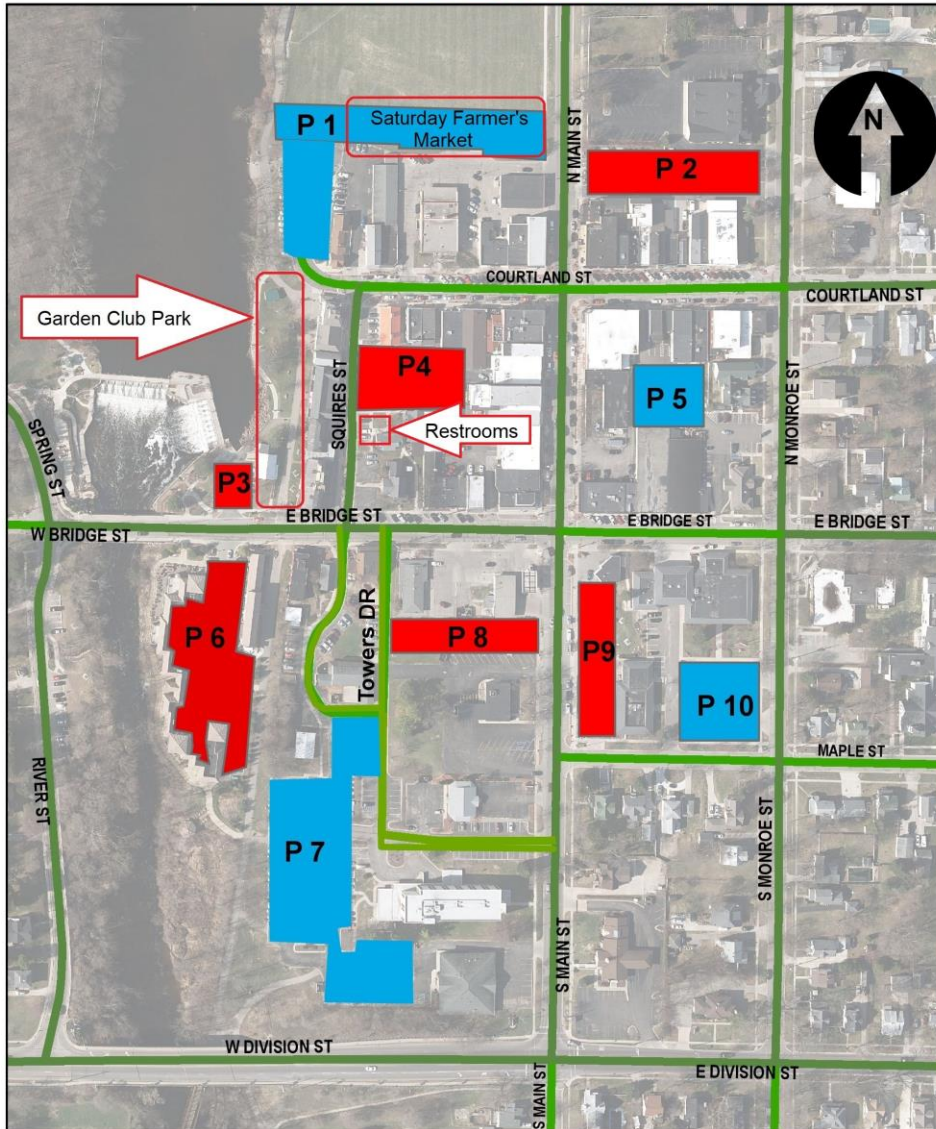 P 1
Saturday Farmer's
Market
N MAIN ST
P 2
N
COURTLAND ST
COURTLAND ST
Garden Club Park
SQUIRES ST
P4
P 5
N MONROE ST
Restrooms
SPRING ST
P3
E BRIDGE ST
E BRIDGE ST
E BRIDGE ST
W BRIDGE ST
P 6
Towers DR
P 8
P9
P 10
MAPLE ST
RIVER ST
P 7
S MONROE ST
S MAIN ST
W DIVISION ST
E DIVISION ST
S MAIN ST